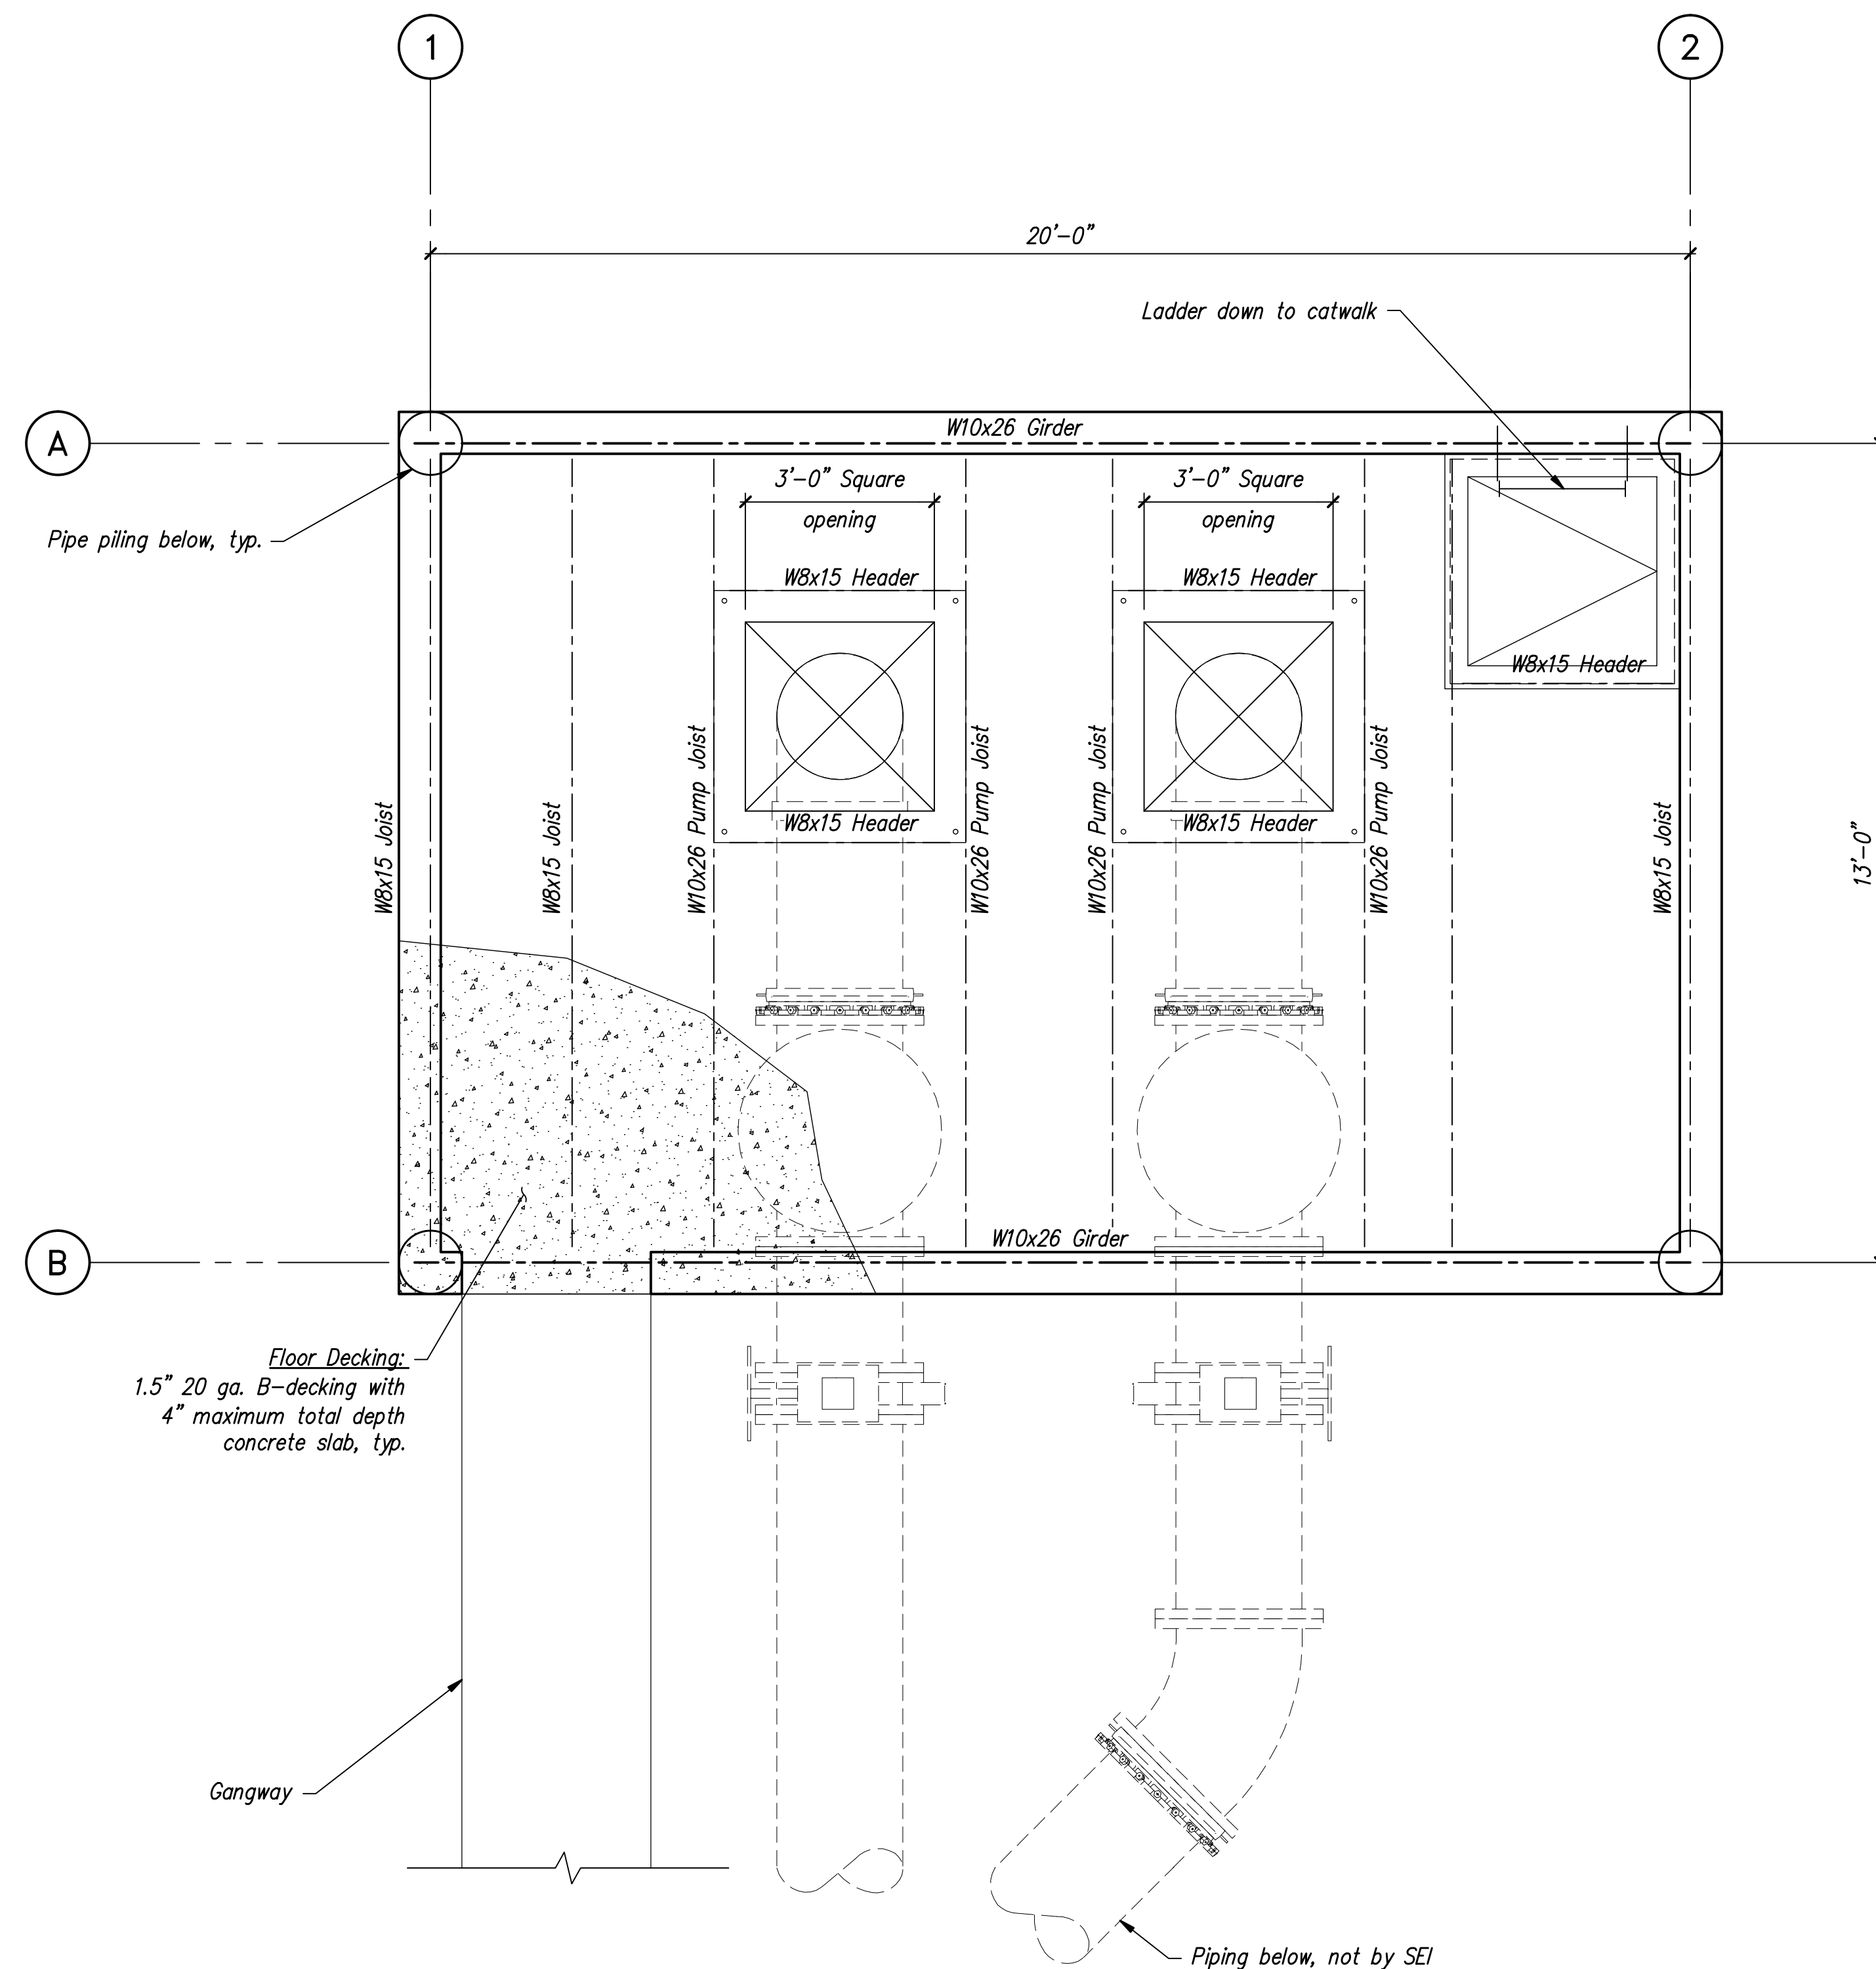 1
2
20'-0"
Ladder down to catwalk
A
W10x26 Girder
3'-0" Square
opening
3'-0" Square
opening
Pipe piling below, typ.
W8x15 Header
W8x15 Header
W8x15 Header
W8x15 Joist
W8x15 Joist
W10x26 Pump Joist
W8x15 Header
W10x26 Pump Joist
W10x26 Pump Joist
W8x15 Header
W10x26 Pump Joist
W8x15 Joist
13'-0"
B
W10x26 Girder
Floor Decking:
1.5" 20 ga. B-decking with
4" maximum total depth
concrete slab, typ.
Gangway
Piping below, not by SEI